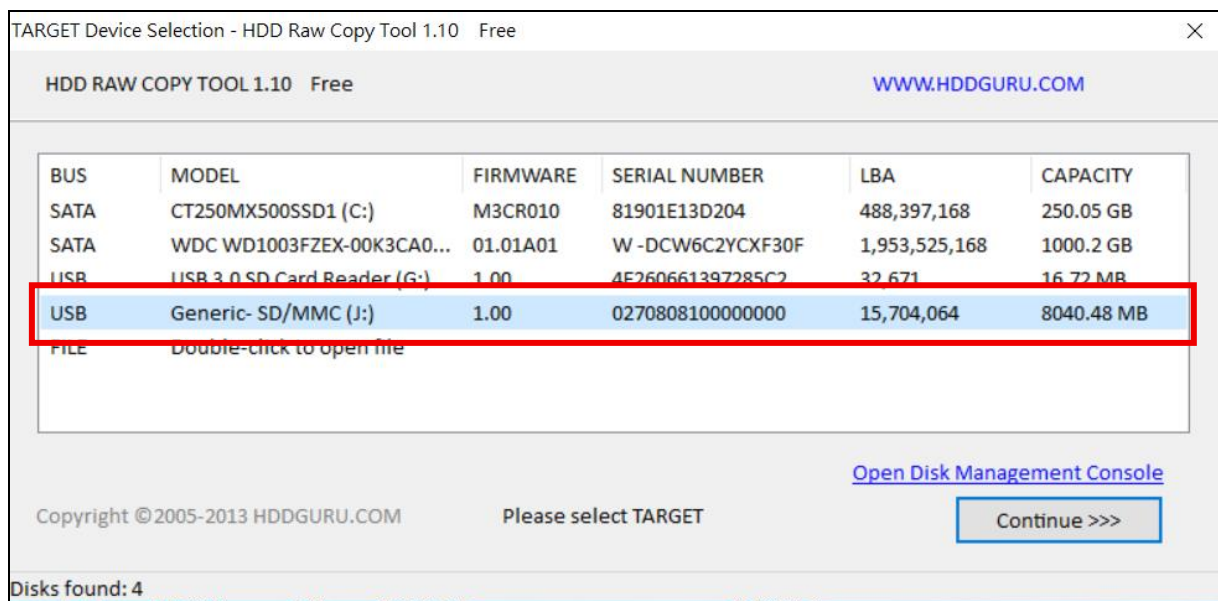 TARGET Device Selection - HDD Raw Copy Tool 1.10 Free
HDD RAW COPY TOOL 1.10 Free WWW.HDDGURU.COM
BUS MODEL FIRMWARE SERIAL NUMBER LBA CAPACITY
SATA CT250MX500SSD1 (C:) M3CR010 81901E13D204 488,397,168 250.05 GB
SATA WDC WD1003FZEX-00K3CA0... 01.01A01 W -DCW6C2YCXF30F 1,953,525,168 1000.2 GB
USB USB 3.0 SD Card Reader (G:) 1.00 4E260661397285C2 32,671 16.72 MB
USB Generic- SD/MMC (J:) 1.00 0270808100000000 15,704,064 8040.48 MB
FILE Double-click to open file
Open Disk Management Console
Copyright ©2005-2013 HDDGURU.COM Please select TARGET Continue >>>
Disks found: 4